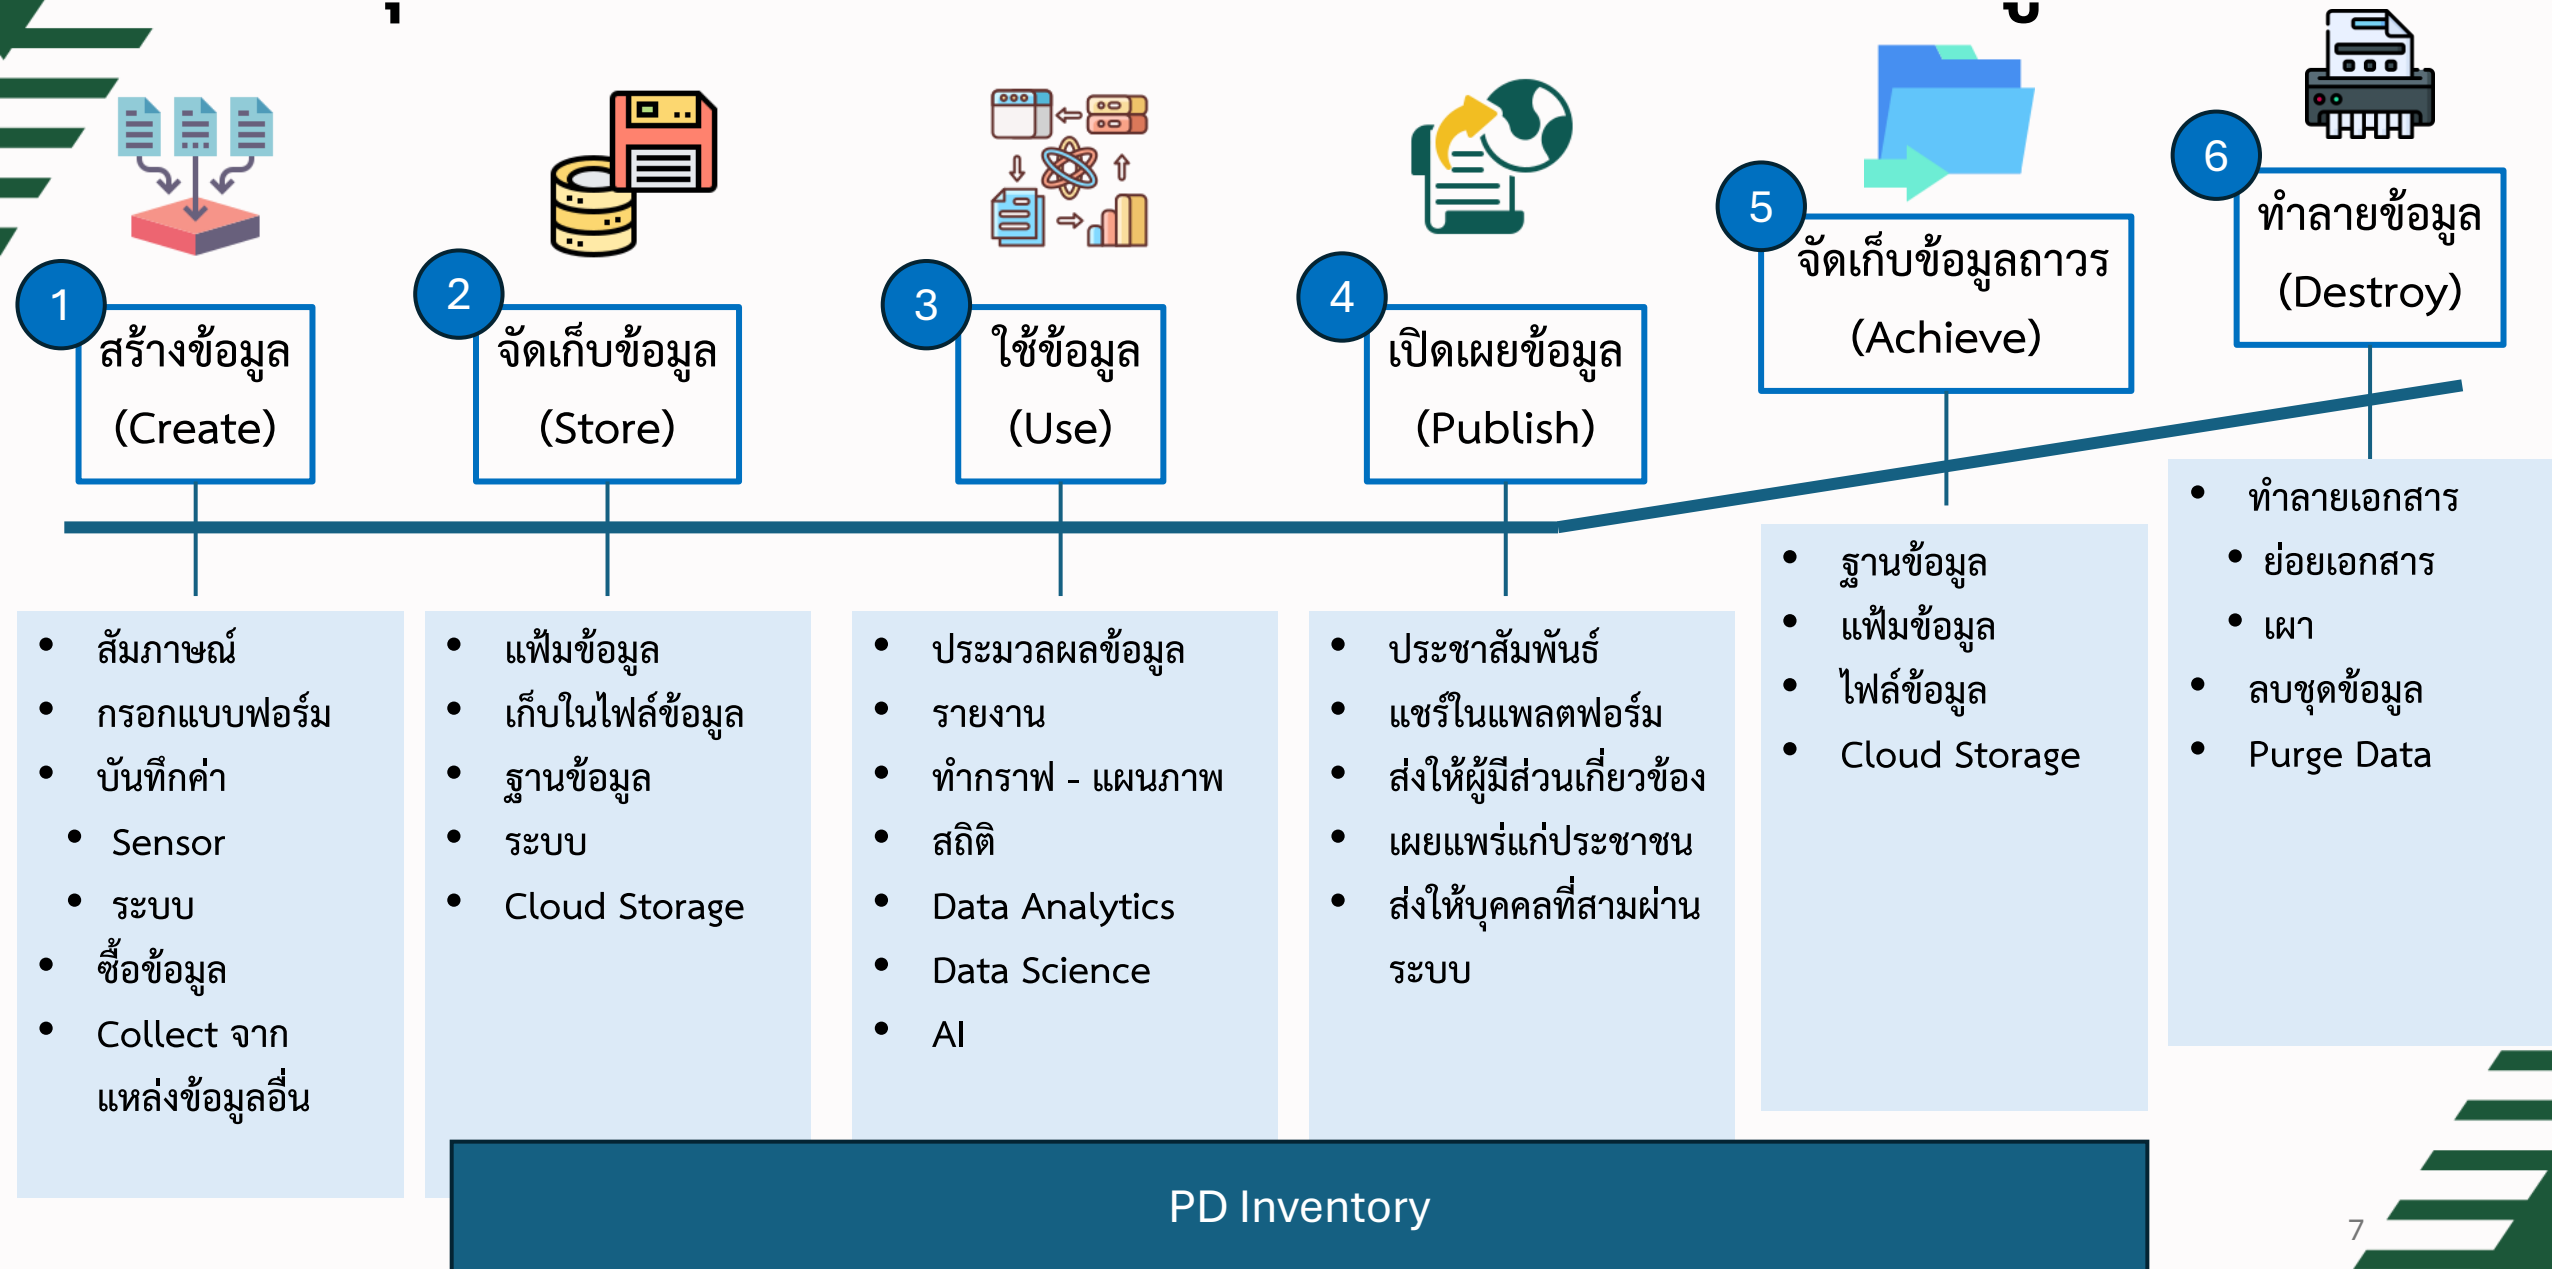 1
สร้างข้อมูล
(Create)
สัมภาษณ์
กรอกแบบฟอร์ม
บันทึกค่า
Sensor
ระบบ
ซื้อข้อมูล
Collect จาก
แหล่งข้อมูลอื่น
2
จัดเก็บข้อมูล
(Store)
แฟ้มข้อมูล
เก็บในไฟล์ข้อมูล
ฐานข้อมูล
ระบบ
Cloud Storage
3
ใช้ข้อมูล
(Use)
ประมวลผลข้อมูล
รายงาน
ทำกราฟ - แผนภาพ
สถิติ
Data Analytics
Data Science
AI
4
เปิดเผยข้อมูล
(Publish)
ประชาสัมพันธ์
แชร์ในแพลตฟอร์ม
ส่งให้ผู้มีส่วนเกี่ยวข้อง
เผยแพร่แก่ประชาชน
ส่งให้บุคคลที่สามผ่าน
ระบบ
5
จัดเก็บข้อมูลถาวร
(Achieve)
ฐานข้อมูล
แฟ้มข้อมูล
ไฟล์ข้อมูล
Cloud Storage
6
ทำลายข้อมูล
(Destroy)
ทำลายเอกสาร
ย่อยเอกสาร
เผา
ลบชุดข้อมูล
Purge Data
PD Inventory
7